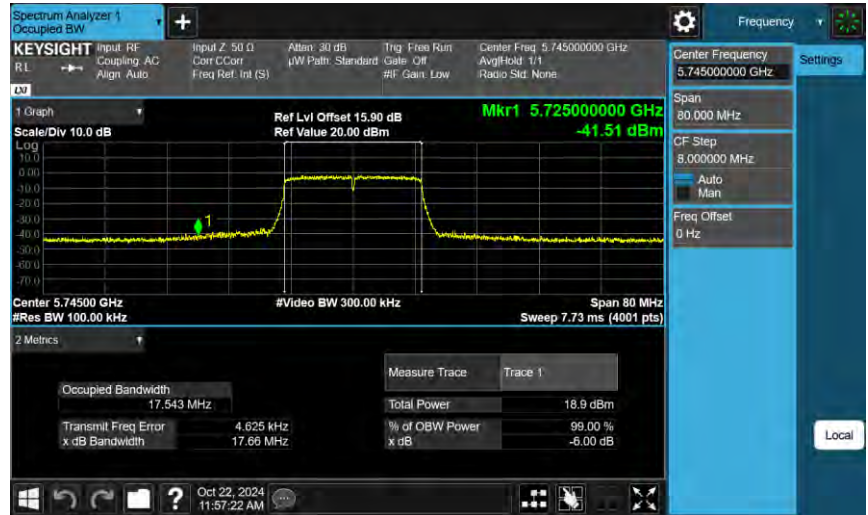 Spectrum Analyzer 1
Occupied BW
Frequency
KEYSIGHT
Input: RF
Input Z: 50 Ω
Atten: 30 dB
Trig: Free Run
Center Freq: 5.745000000 GHz
RL
Coupling: AC
Corr CCorr
µW Path: Standard
Gate: Off
Avg|Hold: 1/1
Align: Auto
Freq Ref: Int (S)
#IF Gain: Low
Radio Std: None
LXI
1 Graph
Ref Lvl Offset 15.90 dB
Mkr1 5.725000000 GHz
Scale/Div 10.0 dB
Ref Value 20.00 dBm
-41.51 dBm
Log
10.0
0.00
-10.0
-20.0
-30.0
-40.0
-50.0
-60.0
-70.0
1
Center 5.74500 GHz
#Video BW 300.00 kHz
Span 80 MHz
#Res BW 100.00 kHz
Sweep 7.73 ms (4001 pts)
2 Metrics
Measure Trace
Trace 1
Occupied Bandwidth
17.543 MHz
Total Power
18.9 dBm
Transmit Freq Error
4.625 kHz
% of OBW Power
99.00 %
x dB Bandwidth
17.66 MHz
x dB
-6.00 dB
Center Frequency
5.745000000 GHz
Settings
Span
80.000 MHz
CF Step
8.000000 MHz
Auto
Man
Freq Offset
0 Hz
Local
?
Oct 22, 2024
11:57:22 AM